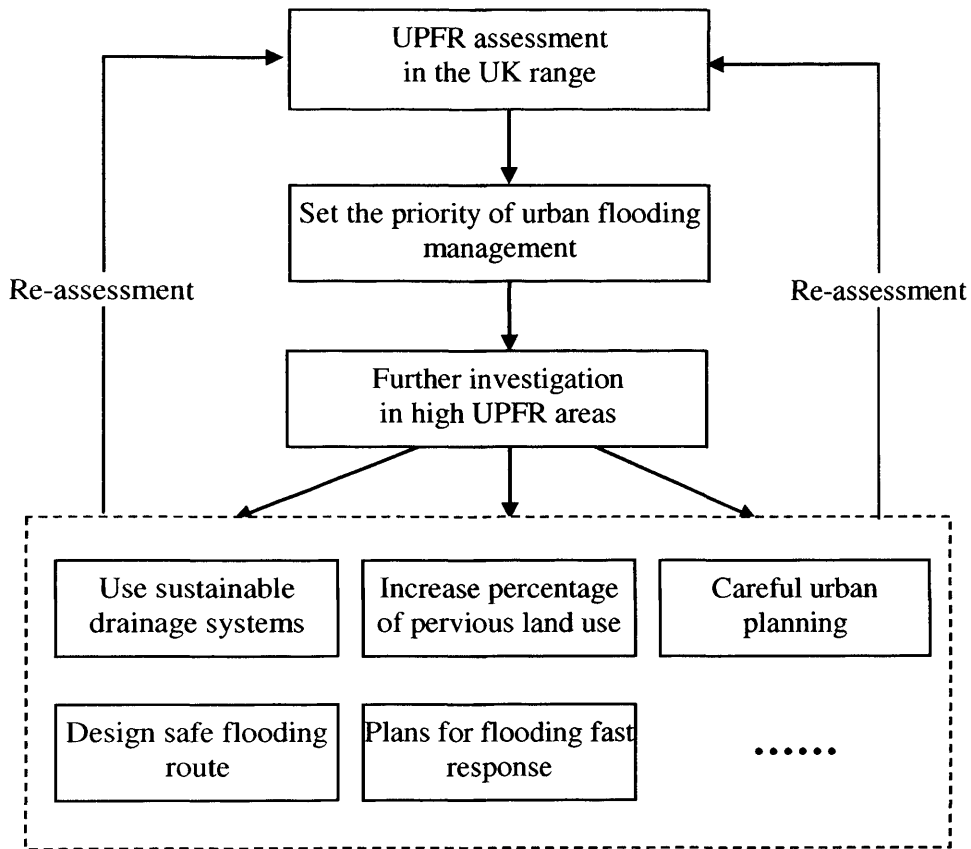 UPFR assessment
in the UK range
Set the priority of urban flooding
management
Re-assessment
Re-assessment
Further investigation
in high UPFR areas
Use sustainable
drainage systems
Increase percentage
of pervious land use
Careful urban
planning
Design safe flooding
route
Plans for flooding fast
response
......